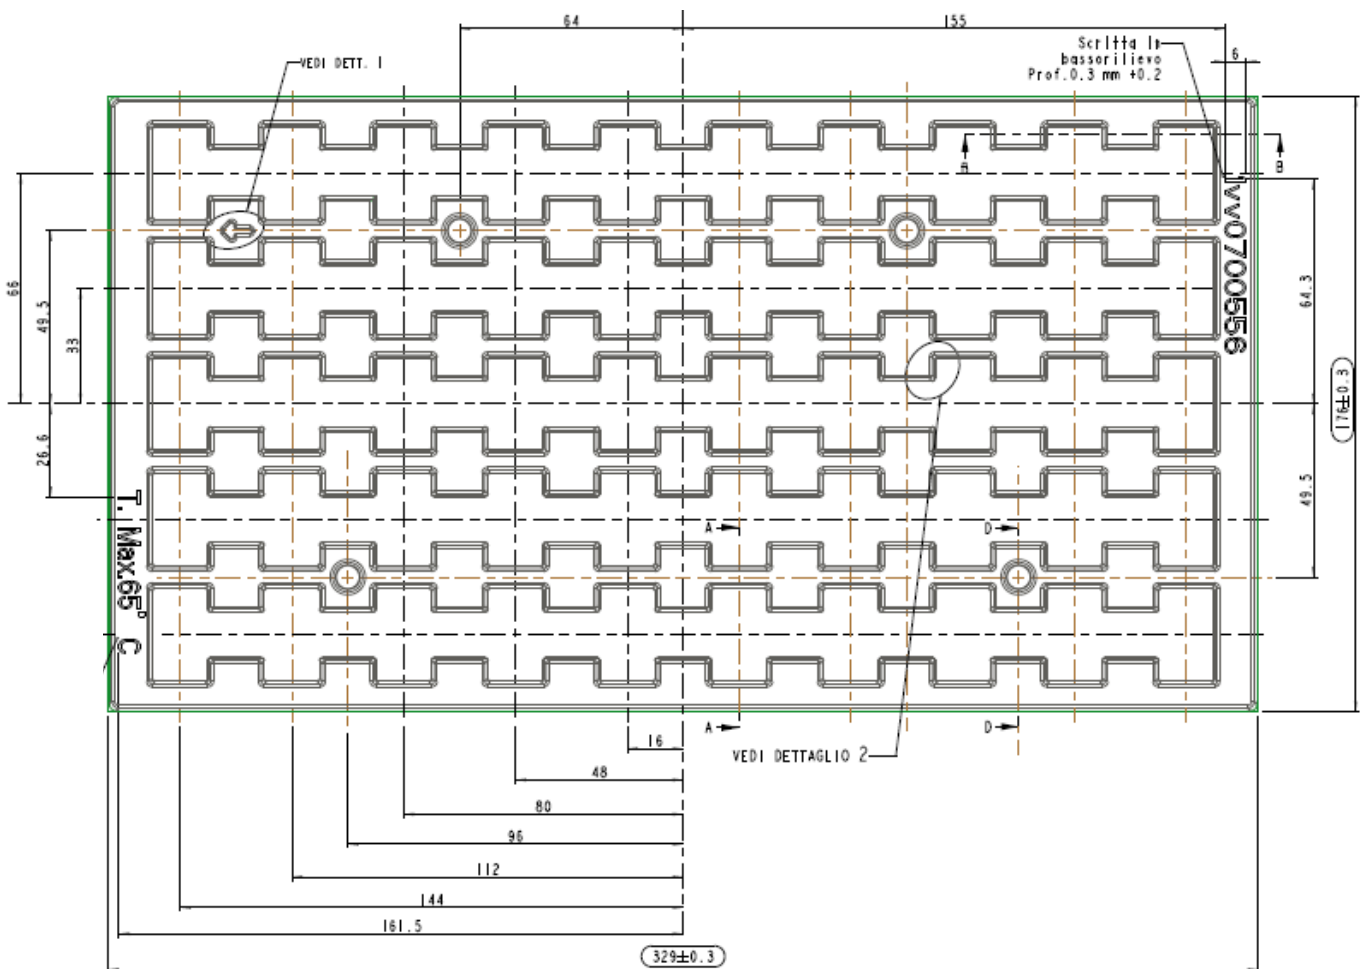 64
155
Scritta in
bassorilievo
Prof.0.3 mm +0.2
6
VEDI DETT. 1
A
B
vv0700556
66
49.5
33
26.6
64.3
176±0.3
49.5
T. Max.65° C
A
D
A
D
VEDI DETTAGLIO 2
16
48
80
96
112
144
161.5
329±0.3